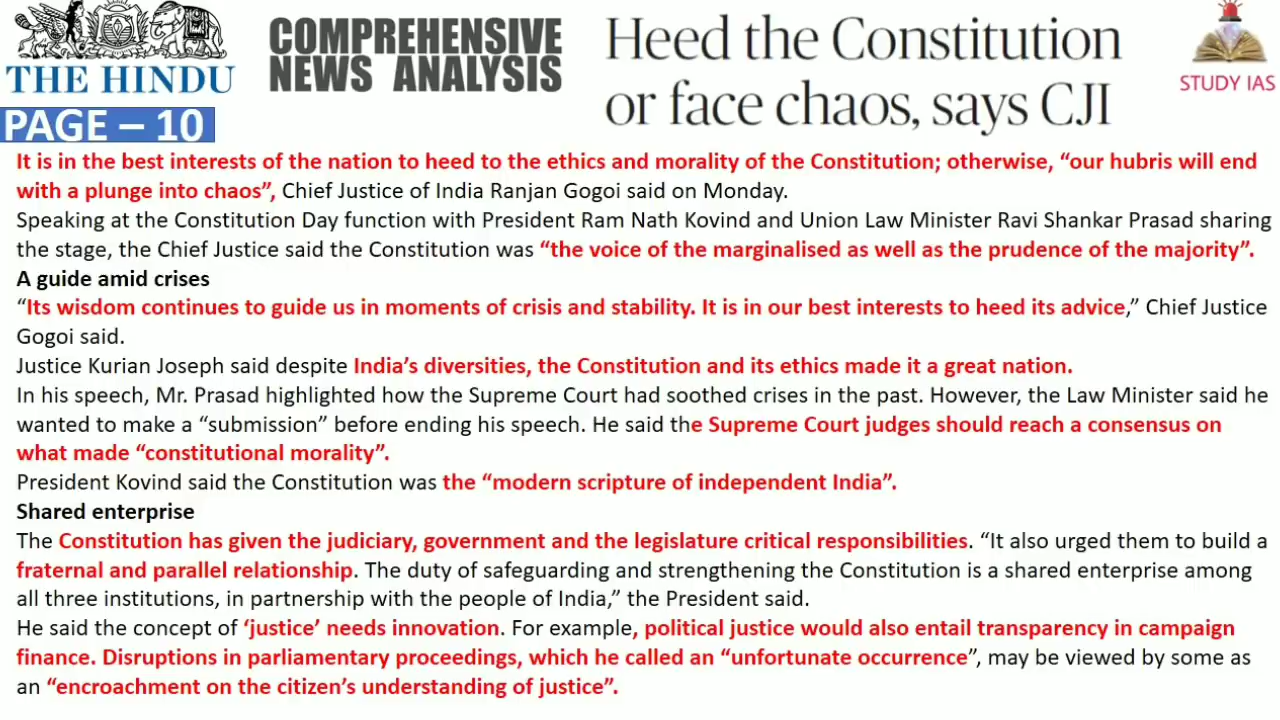 THE HINDU
PAGE – 10
COMPREHENSIVE
NEWS ANALYSIS
Heed the Constitution
or face chaos, says CJI
STUDY IAS
It is in the best interests of the nation to heed to the ethics and morality of the Constitution; otherwise, “our hubris will end
with a plunge into chaos”, Chief Justice of India Ranjan Gogoi said on Monday.
Speaking at the Constitution Day function with President Ram Nath Kovind and Union Law Minister Ravi Shankar Prasad sharing
the stage, the Chief Justice said the Constitution was “the voice of the marginalised as well as the prudence of the majority”.
A guide amid crises
“Its wisdom continues to guide us in moments of crisis and stability. It is in our best interests to heed its advice,” Chief Justice
Gogoi said.
Justice Kurian Joseph said despite India’s diversities, the Constitution and its ethics made it a great nation.
In his speech, Mr. Prasad highlighted how the Supreme Court had soothed crises in the past. However, the Law Minister said he
wanted to make a “submission” before ending his speech. He said the Supreme Court judges should reach a consensus on
what made “constitutional morality”.
President Kovind said the Constitution was the “modern scripture of independent India”.
Shared enterprise
The Constitution has given the judiciary, government and the legislature critical responsibilities. “It also urged them to build a
fraternal and parallel relationship. The duty of safeguarding and strengthening the Constitution is a shared enterprise among
all three institutions, in partnership with the people of India,” the President said.
He said the concept of ‘justice’ needs innovation. For example, political justice would also entail transparency in campaign
finance. Disruptions in parliamentary proceedings, which he called an “unfortunate occurrence”, may be viewed by some as
an “encroachment on the citizen’s understanding of justice”.